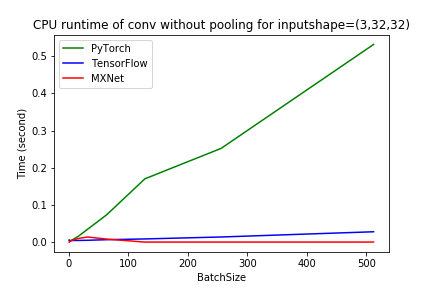 CPU runtime of conv without pooling for inputshape=(3,32,32)
PyTorch
TensorFlow
MXNet
Time (second)
0.5
0.4
0.3
0.2
0.1
0.0
0 100 200 300 400 500
BatchSize